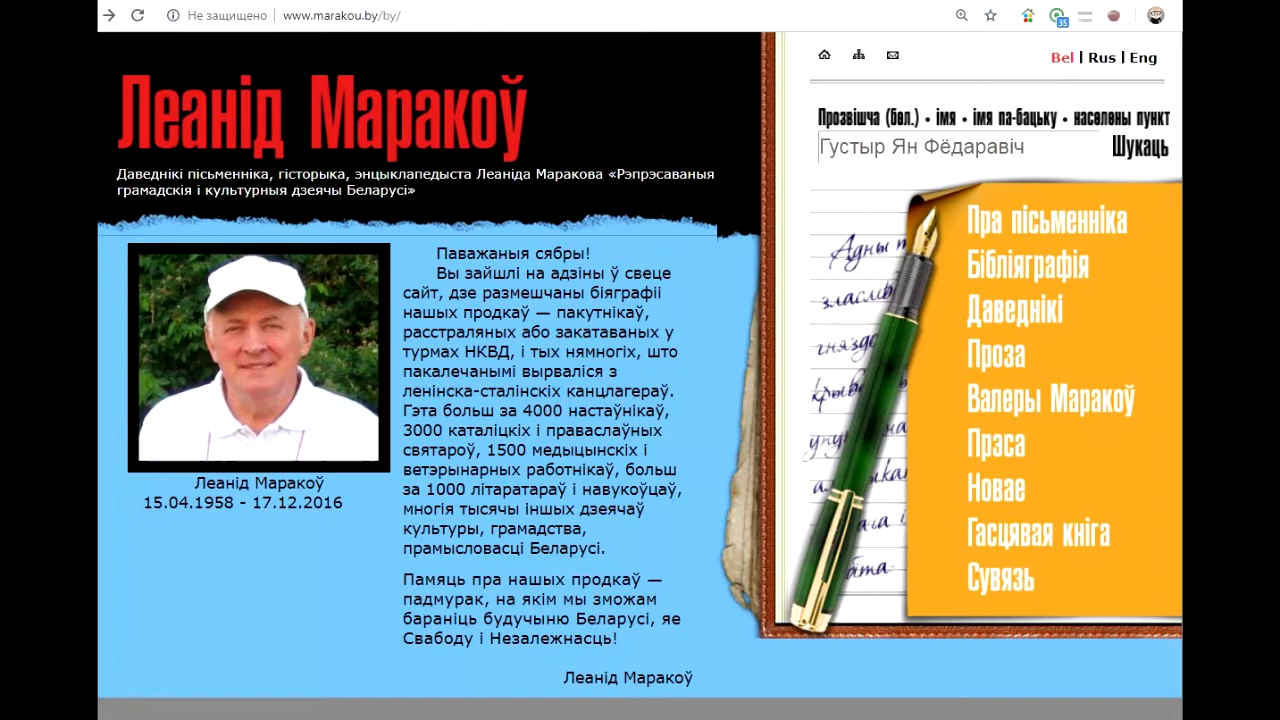 Не защищено | www.marakou.by/by/
35
Леанід Маракоў
Даведнікі пісьменніка, гісторыка, энцыклапедыста Леаніда Маракова «Рэпрэсаваныя
грамадскія і культурныя дзеячы Беларусі»
Паважаныя сябры!
Вы зайшлі на адзіны ў свеце
сайт, дзе размешчаны біяграфіі
нашых продкаў — пакутнікаў,
расстраляных або закатаваных у
турмах НКВД, і тых нямногіх, што
пакалечанымі вырваліся з
ленінска-сталінскіх канцлагераў.
Гэта больш за 4000 настаўнікаў,
3000 каталіцкіх і праваслаўных
святароў, 1500 медыцынскіх і
ветэрынарных работнікаў, больш
за 1000 літаратараў і навукоўцаў,
многія тысячы іншых дзеячаў
культуры, грамадства,
прамысловасці Беларусі.
Памяць пра нашых продкаў —
падмурак, на якім мы зможам
бараніць будучыню Беларусі, яе
Свабоду і Незалежнасць!
Леанід Маракоў
Леанід Маракоў
15.04.1958 - 17.12.2016
Bel | Rus | Eng
Прозвішча (бел.) • імя • імя па-бацьку • населены пункт
Густыр Ян Фёдаравіч
Шукаць
Пра пісьменніка
Бібліяграфія
Даведнікі
Проза
Валеры Маракоў
Прэса
Новае
Гасцявая кніга
Сувязь
Адны